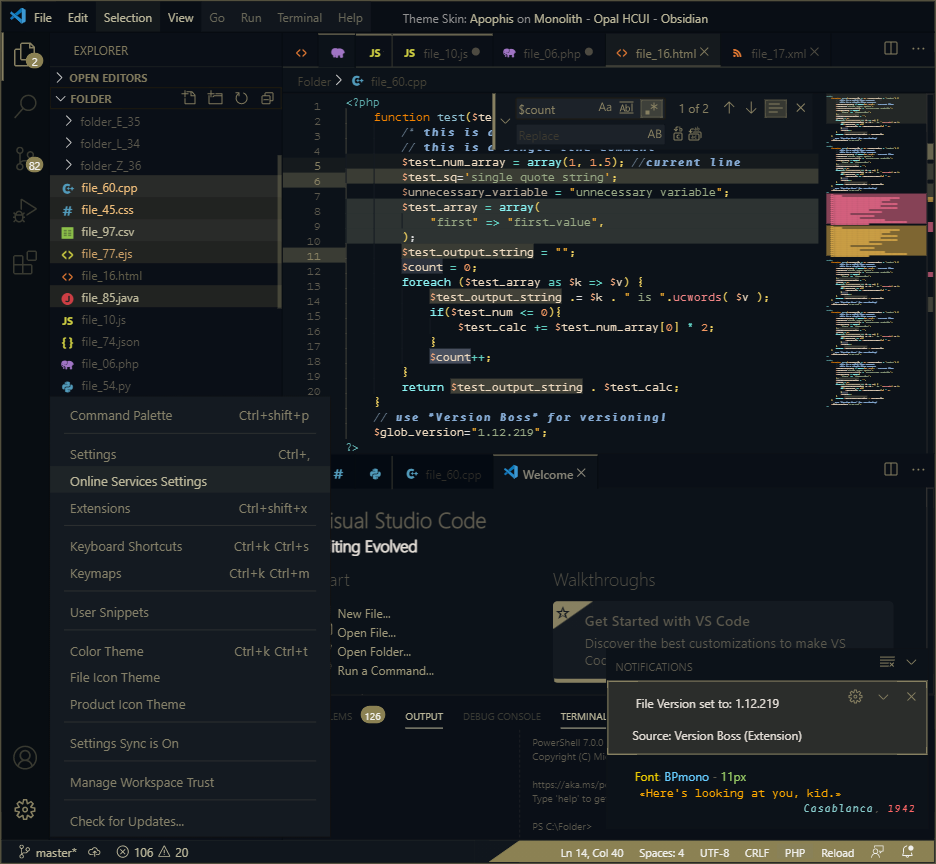 File Edit Selection View Go Run Terminal Help Theme Skin: Apophis on Monolith - Opal HCUI - Obsidian
2
EXPLORER
OPEN EDITORS
FOLDER
folder_E_35
folder_L_34
82
folder_Z_36
file_60.cpp
file_45.css
file_97.csv
file_77.ejs
file_16.html
file_85.java
file_10.js
file_74.json
file_06.php
file_54.py
JS file_10.js file_06.php file_16.html file_17.xml
Folder file_60.cpp
$count Aa Abl .* 1 of 2
Replace AB
1 <?php
2 function test($te
3 /* this is a
4 // this is a single line comment
5 $test_num_array = array(1, 1.5); //current line
6 $test_sq='single quote string';
7 $unnecessary_variable = "unnecessary variable";
8 $test_array = array(
9 "first" => "first_value",
10 );
11 $test_output_string = "";
12 $count = 0;
13 foreach ($test_array as $k => $v) {
14 $test_output_string .= $k . " is ".ucwords( $v );
15 if($test_num <= 0){
16 $test_calc += $test_num_array[0] * 2;
17 }
18 $count++;
19 }
20 return $test_output_string . $test_calc;
}
// use "Version Boss" for versioning!
$glob_version="1.12.219";
?>
Command Palette Ctrl+shift+p
Settings Ctrl+,
Online Services Settings
Extensions Ctrl+shift+x
Keyboard Shortcuts Ctrl+k Ctrl+s
Keymaps Ctrl+k Ctrl+m
User Snippets
Color Theme Ctrl+k Ctrl+t
File Icon Theme
Product Icon Theme
Settings Sync is On
Manage Workspace Trust
Check for Updates...
# file_60.cpp Welcome
isual Studio Code
iting Evolved
art
New File...
Open File...
Open Folder...
Run a Command...
Walkthroughs
Get Started with VS Code
Discover the best customizations to make VS
Coc
LEMS 126 OUTPUT DEBUG CONSOLE TERMINAL
PowerShell 7.0.0
Copyright (C) Mi
https://aka.ms/p
Type 'help' to ge
PS C:\Folder>
NOTIFICATIONS
File Version set to: 1.12.219
Source: Version Boss (Extension)
Font: BPmono - 11px
«Here's looking at you, kid.»
Casablanca, 1942
master* 106 20 Ln 14, Col 40 Spaces: 4 UTF-8 CRLF PHP Reload